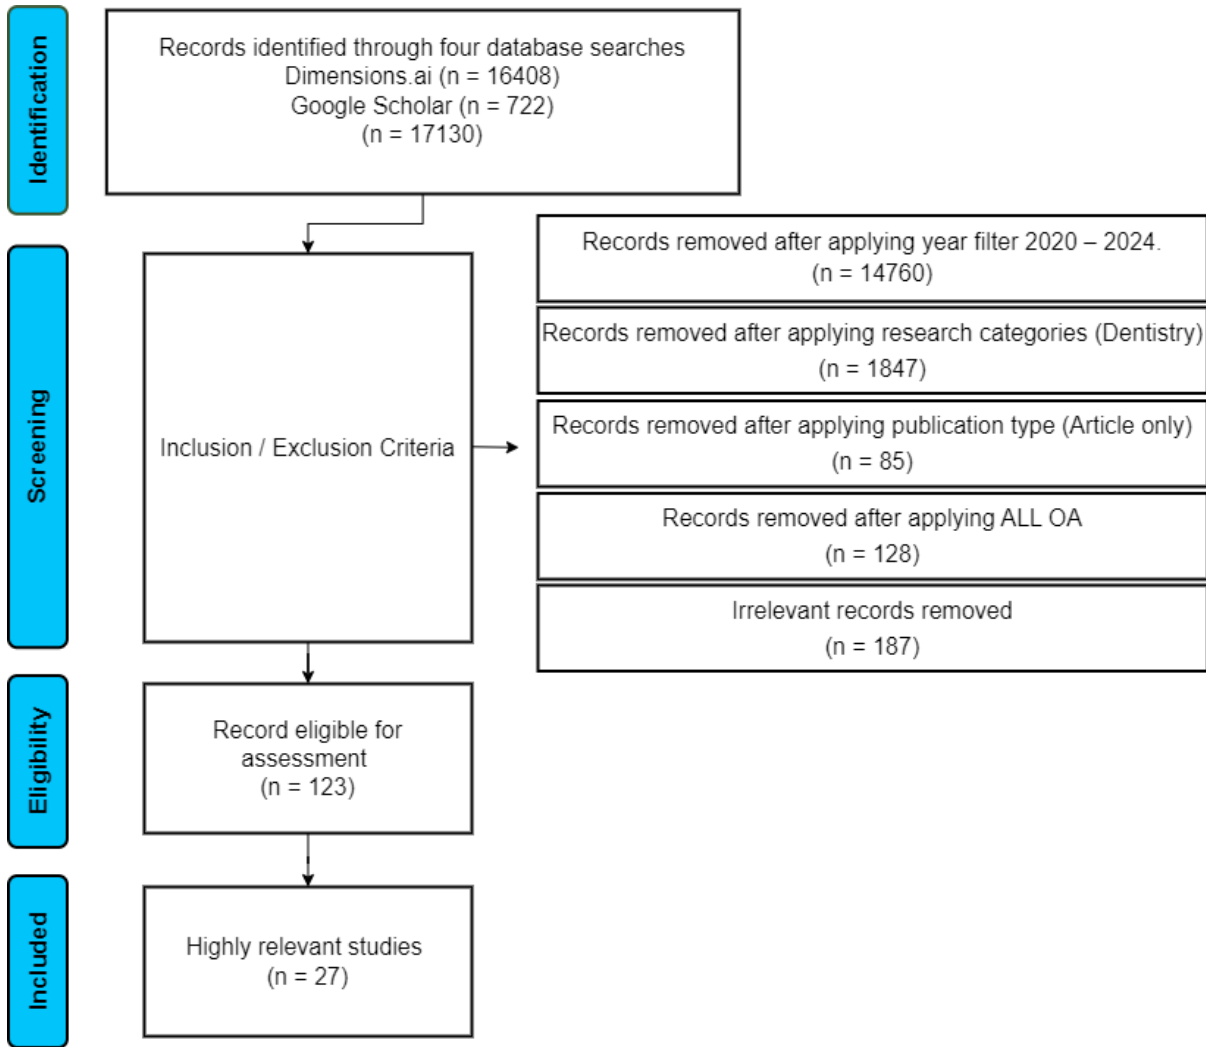 Identification
Records identified through four database searches
Dimensions.ai (n = 16408)
Google Scholar (n = 722)
(n = 17130)
Screening
Inclusion / Exclusion Criteria
Records removed after applying year filter 2020 – 2024.
(n = 14760)
Records removed after applying research categories (Dentistry)
(n = 1847)
Records removed after applying publication type (Article only)
(n = 85)
Records removed after applying ALL OA
(n = 128)
Irrelevant records removed
(n = 187)
Eligibility
Record eligible for
assessment
(n = 123)
Included
Highly relevant studies
(n = 27)